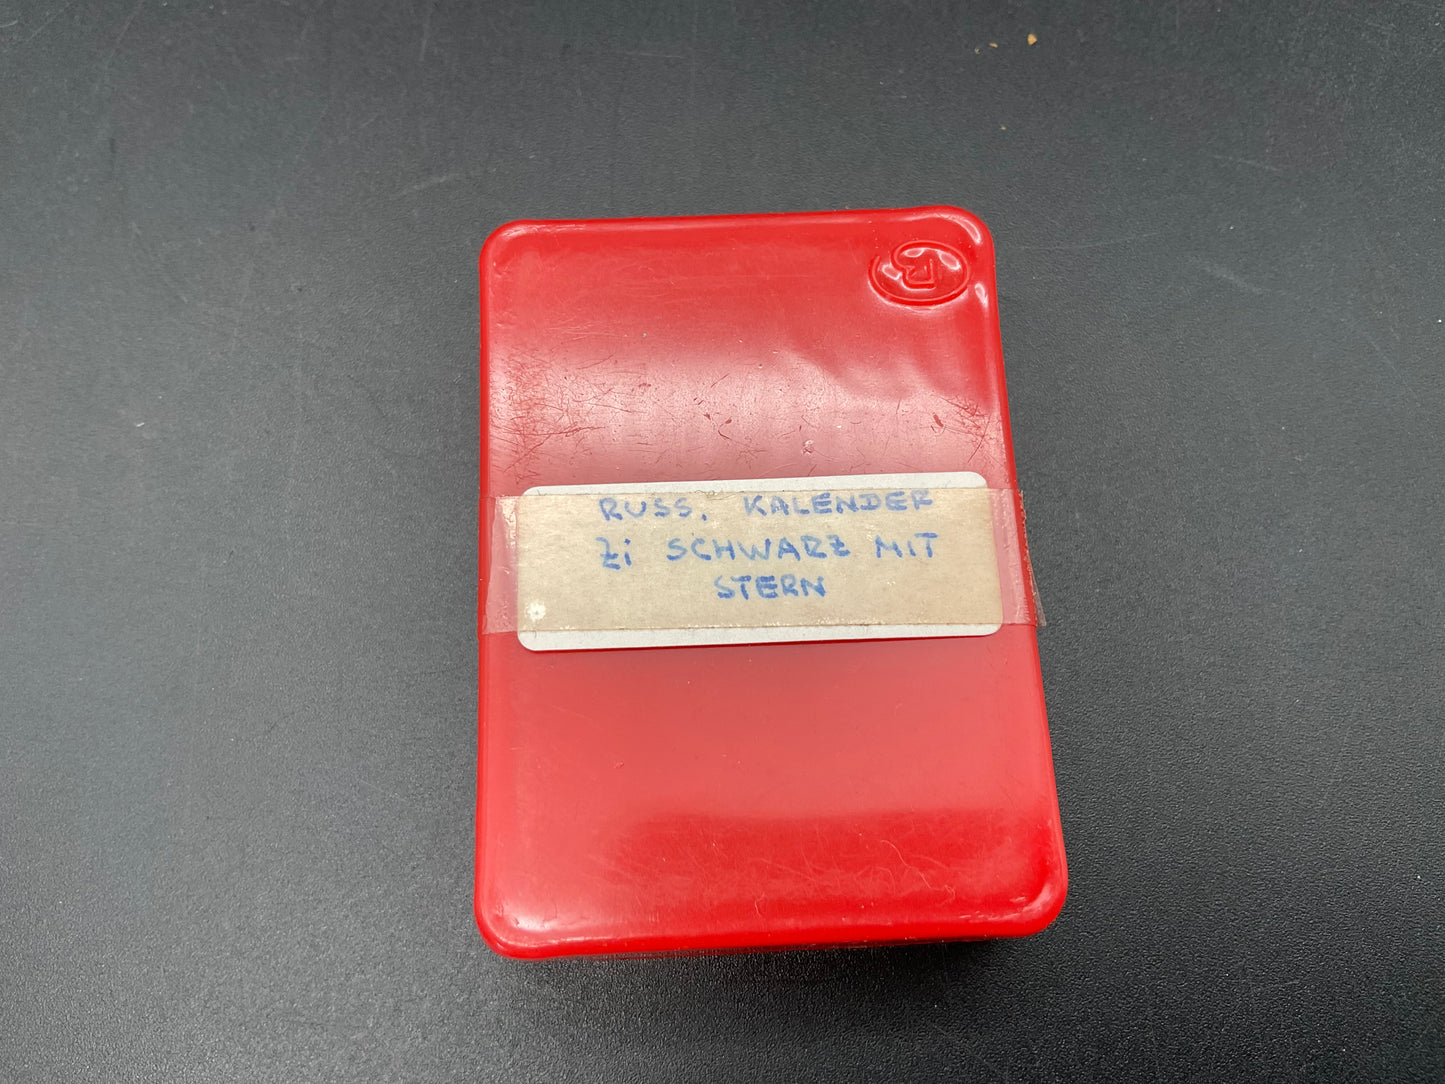 RUSS. KALENDER
Zi SCHWARZ MIT
STERN